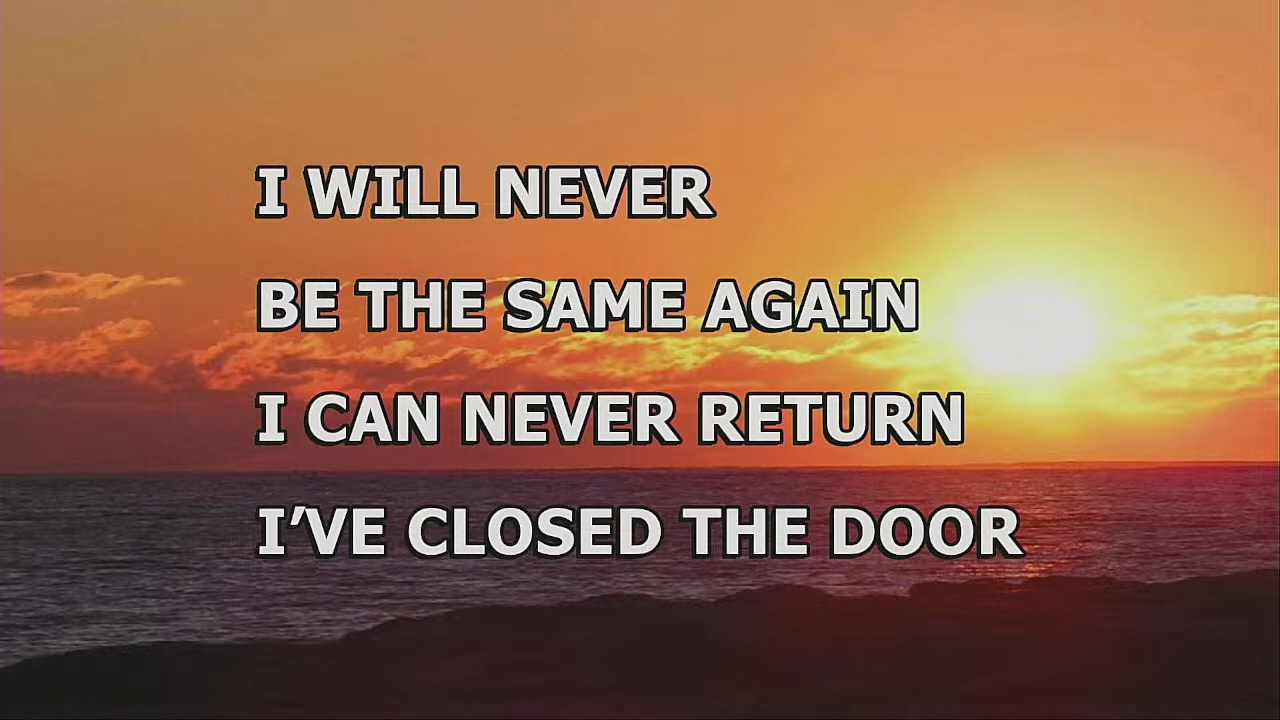 I WILL NEVER
BE THE SAME AGAIN
I CAN NEVER RETURN
I’VE CLOSED THE DOOR